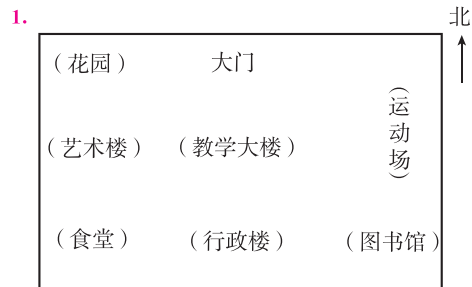 1.
北
（花园） 大门
（运动场）
（艺术楼） （教学大楼）
（食堂） （行政楼） （图书馆）